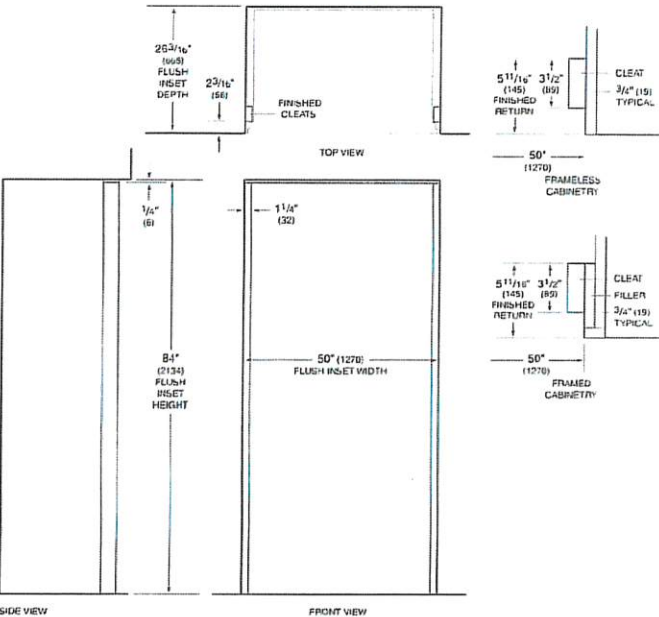 26 3/16"
(665)
FLUSH
INSET
DEPTH
2 3/16"
(56)
FINISHED
CLEATS
TOP VIEW
5 11/16"
(145)
FINISHED
RETURN
3 1/2"
(89)
CLEAT
3/4" (19)
TYPICAL
50"
(1270)
FRAMELESS
CABINETRY
1/4"
(6)
1 1/4"
(32)
84"
(2134)
FLUSH
INSET
HEIGHT
50" (1270)
FLUSH INSET WIDTH
5 11/16"
(145)
FINISHED
RETURN
3 1/2"
(89)
CLEAT
FILLER
3/4" (19)
TYPICAL
50"
(1270)
FRAMED
CABINETRY
SIDE VIEW
FRONT VIEW